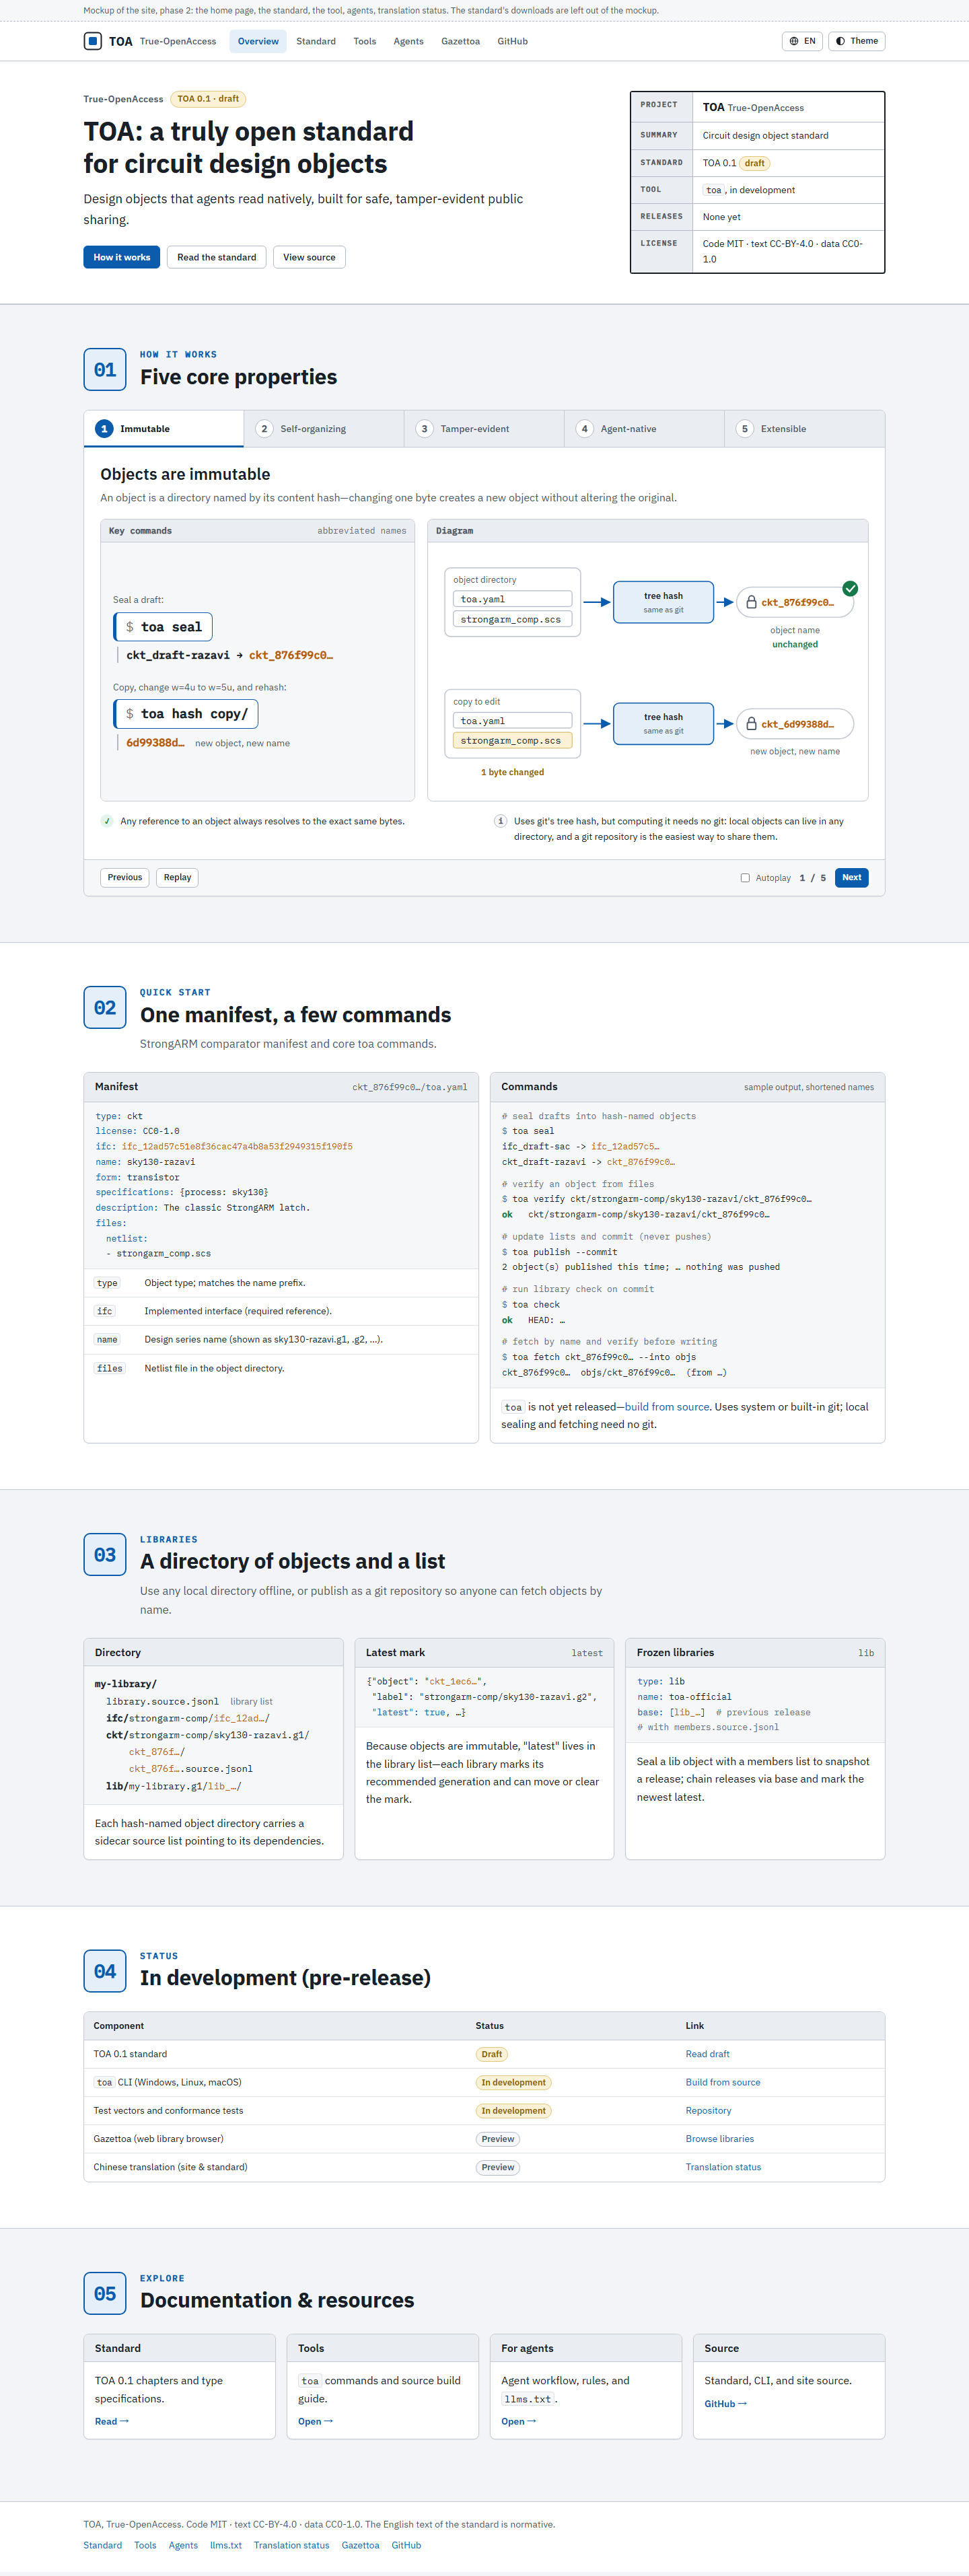 Mockup of the site, phase 2: the home page, the standard, the tool, agents, translation status. The standard's downloads are left out of the mockup.
TOA True-OpenAccess Overview Standard Tools Agents Gazettoa GitHub EN Theme
True-OpenAccess TOA 0.1 · draft
TOA: a truly open standard
for circuit design objects
Design objects that agents read natively, built for safe, tamper-evident public
sharing.
How it works Read the standard View source
PROJECT TOA True-OpenAccess
SUMMARY Circuit design object standard
STANDARD TOA 0.1 draft
TOOL toa, in development
RELEASES None yet
LICENSE Code MIT · text CC-BY-4.0 · data CC0-
1.0
01
HOW IT WORKS
Five core properties
1 Immutable 2 Self-organizing 3 Tamper-evident 4 Agent-native 5 Extensible
Objects are immutable
An object is a directory named by its content hash—changing one byte creates a new object without altering the original.
Key commands abbreviated names
Seal a draft:
$ toa seal
ckt_draft-razavi → ckt_876f99c0…
Copy, change w=4u to w=5u, and rehash:
$ toa hash copy/
6d99388d… new object, new name
Diagram
object directory
toa.yaml
strongarm_comp.scs
tree hash
same as git
ckt_876f99c0…
object name
unchanged
copy to edit
toa.yaml
strongarm_comp.scs
1 byte changed
tree hash
same as git
ckt_6d99388d…
new object, new name
✓ Any reference to an object always resolves to the exact same bytes.
i Uses git's tree hash, but computing it needs no git: local objects can live in any
directory, and a git repository is the easiest way to share them.
Previous Replay Autoplay 1 / 5 Next
02
QUICK START
One manifest, a few commands
StrongARM comparator manifest and core toa commands.
Manifest ckt_876f99c0…/toa.yaml
type: ckt
license: CC0-1.0
ifc: ifc_12ad57c51e8f36cac47a4b8a53f2949315f190f5
name: sky130-razavi
form: transistor
specifications: {process: sky130}
description: The classic StrongARM latch.
files:
netlist:
- strongarm_comp.scs
type Object type; matches the name prefix.
ifc Implemented interface (required reference).
name Design series name (shown as sky130-razavi.g1, .g2, …).
files Netlist file in the object directory.
Commands sample output, shortened names
# seal drafts into hash-named objects
$ toa seal
ifc_draft-sac -> ifc_12ad57c5…
ckt_draft-razavi -> ckt_876f99c0…
# verify an object from files
$ toa verify ckt/strongarm-comp/sky130-razavi/ckt_876f99c0…
ok ckt/strongarm-comp/sky130-razavi/ckt_876f99c0…
# update lists and commit (never pushes)
$ toa publish --commit
2 object(s) published this time; … nothing was pushed
# run library check on commit
$ toa check
ok HEAD: …
# fetch by name and verify before writing
$ toa fetch ckt_876f99c0… --into objs
ckt_876f99c0… objs/ckt_876f99c0… (from …)
toa is not yet released—build from source. Uses system or built-in git; local
sealing and fetching need no git.
03
LIBRARIES
A directory of objects and a list
Use any local directory offline, or publish as a git repository so anyone can fetch objects by
name.
Directory
my-library/
library.source.jsonl library list
ifc/strongarm-comp/ifc_12ad…/
ckt/strongarm-comp/sky130-razavi.g1/
ckt_876f…/
ckt_876f….source.jsonl
lib/my-library.g1/lib_…/
Each hash-named object directory carries a
sidecar source list pointing to its dependencies.
Latest mark latest
{"object": "ckt_1ec6…",
"label": "strongarm-comp/sky130-razavi.g2",
"latest": true, …}
Because objects are immutable, "latest" lives in
the library list—each library marks its
recommended generation and can move or clear
the mark.
Frozen libraries lib
type: lib
name: toa-official
base: [lib_…] # previous release
# with members.source.jsonl
Seal a lib object with a members list to snapshot
a release; chain releases via base and mark the
newest latest.
04
STATUS
In development (pre-release)
Component Status Link
TOA 0.1 standard Draft Read draft
toa CLI (Windows, Linux, macOS) In development Build from source
Test vectors and conformance tests In development Repository
Gazettoa (web library browser) Preview Browse libraries
Chinese translation (site & standard) Preview Translation status
05
EXPLORE
Documentation & resources
Standard
TOA 0.1 chapters and type
specifications.
Read →
Tools
toa commands and source build
guide.
Open →
For agents
Agent workflow, rules, and
llms.txt.
Open →
Source
Standard, CLI, and site source.
GitHub →
TOA, True-OpenAccess. Code MIT · text CC-BY-4.0 · data CC0-1.0. The English text of the standard is normative.
Standard Tools Agents llms.txt Translation status Gazettoa GitHub